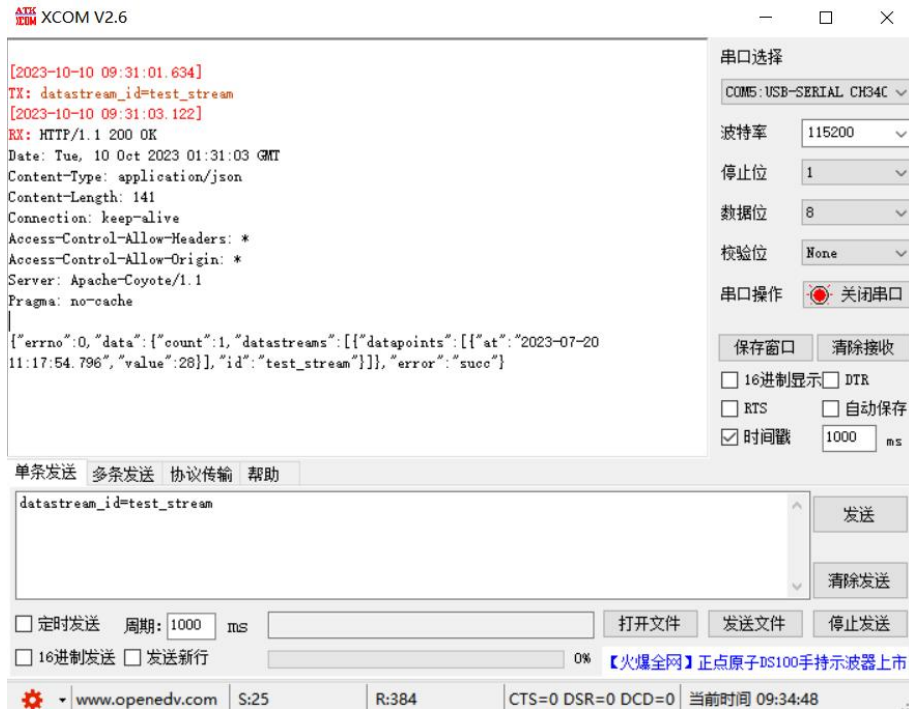 ATK XCOM XCOM V2.6
[2023-10-10 09:31:01.634]
TX: datastream_id=test_stream
[2023-10-10 09:31:03.122]
RX: HTTP/1.1 200 OK
Date: Tue, 10 Oct 2023 01:31:03 GMT
Content-Type: application/json
Content-Length: 141
Connection: keep-alive
Access-Control-Allow-Headers: *
Access-Control-Allow-Origin: *
Server: Apache-Coyote/1.1
Pragma: no-cache
{"errno":0,"data":{"count":1,"datastreams":[{"datapoints":[{"at":"2023-07-20
11:17:54.796","value":28}],"id":"test_stream"}]},"error":"succ"}
串口选择
COM5:USB-SERIAL CH34C
波特率 115200
停止位 1
数据位 8
校验位 None
串口操作 关闭串口
保存窗口 清除接收
16进制显示 DTR
RTS 自动保存
时间戳 1000 ms
单条发送 多条发送 协议传输 帮助
datastream_id=test_stream
发送
清除发送
定时发送 周期: 1000 ms 打开文件 发送文件 停止发送
16进制发送 发送新行 0% 【火爆全网】正点原子DS100手持示波器上市
www.openedv.com S:25 R:384 CTS=0 DSR=0 DCD=0 当前时间 09:34:48